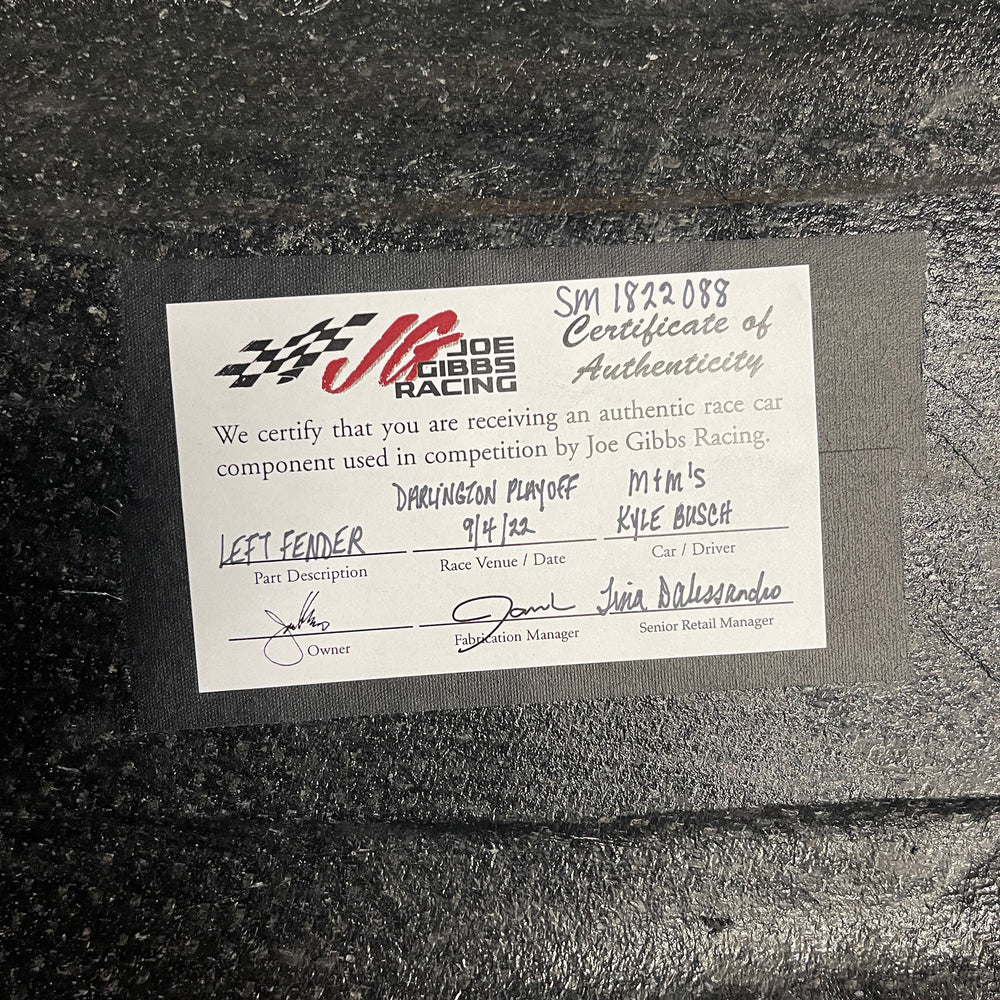 SM 1822088
JG JOE
GIBBS
RACING
Certificate of
Authenticity
We certify that you are receiving an authentic race car
component used in competition by Joe Gibbs Racing.
DARLINGTON PLAYOFF M+M'S
LEFT FENDER 9/4/22 KYLE BUSCH
Part Description Race Venue / Date Car / Driver
Tina Dalessandro
Owner Fabrication Manager Senior Retail Manager